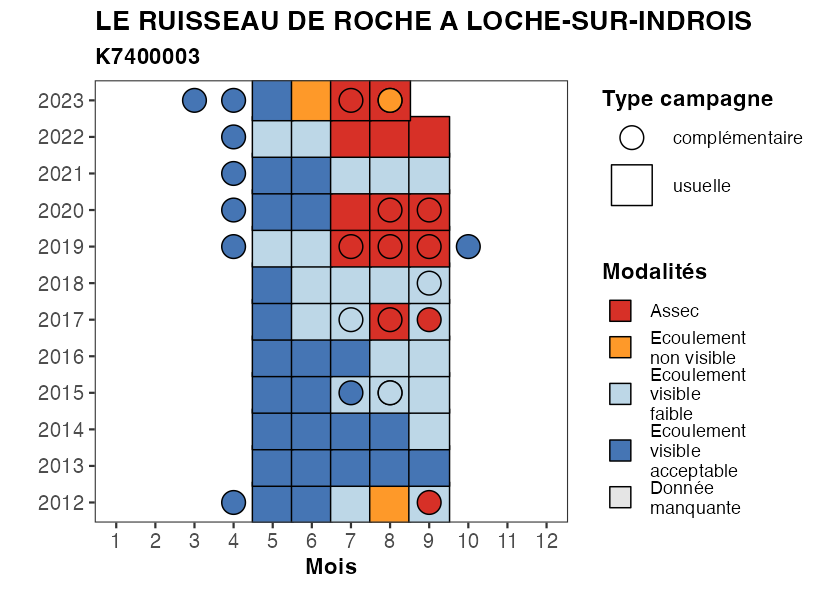 LE RUISSEAU DE ROCHE A LOCHE-SUR-INDROIS
K7400003
2023
2022
2021
2020
2019
2018
2017
2016
2015
2014
2013
2012
1 2 3 4 5 6 7 8 9 10 11 12
Mois
Type campagne
complémentaire
usuelle
Modalités
Assec
Ecoulement
non visible
Ecoulement
visible
faible
Ecoulement
visible
acceptable
Donnée
manquante